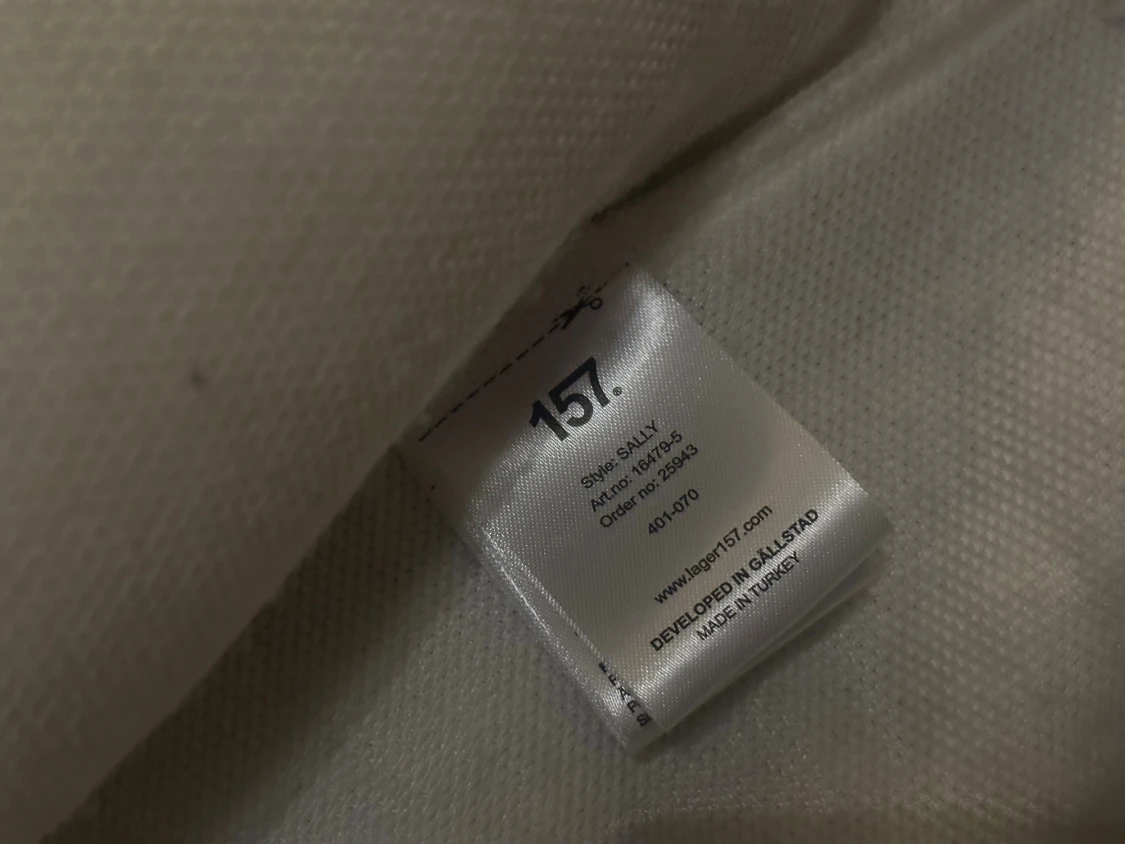 157.
Style: SALLY
Art.no: 16479-5
Order no: 25943
401-070
www.lager157.com
DEVELOPED IN GÄLLSTAD
MADE IN TURKEY